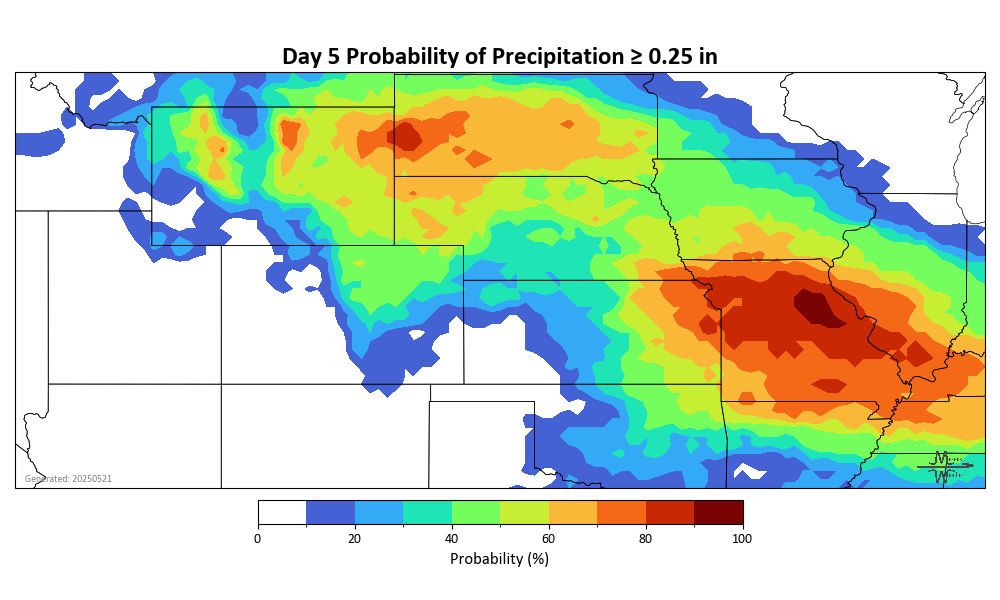 Day 5 Probability of Precipitation ≥ 0.25 in
Generated: 20250521
0 20 40 60 80 100
Probability (%)